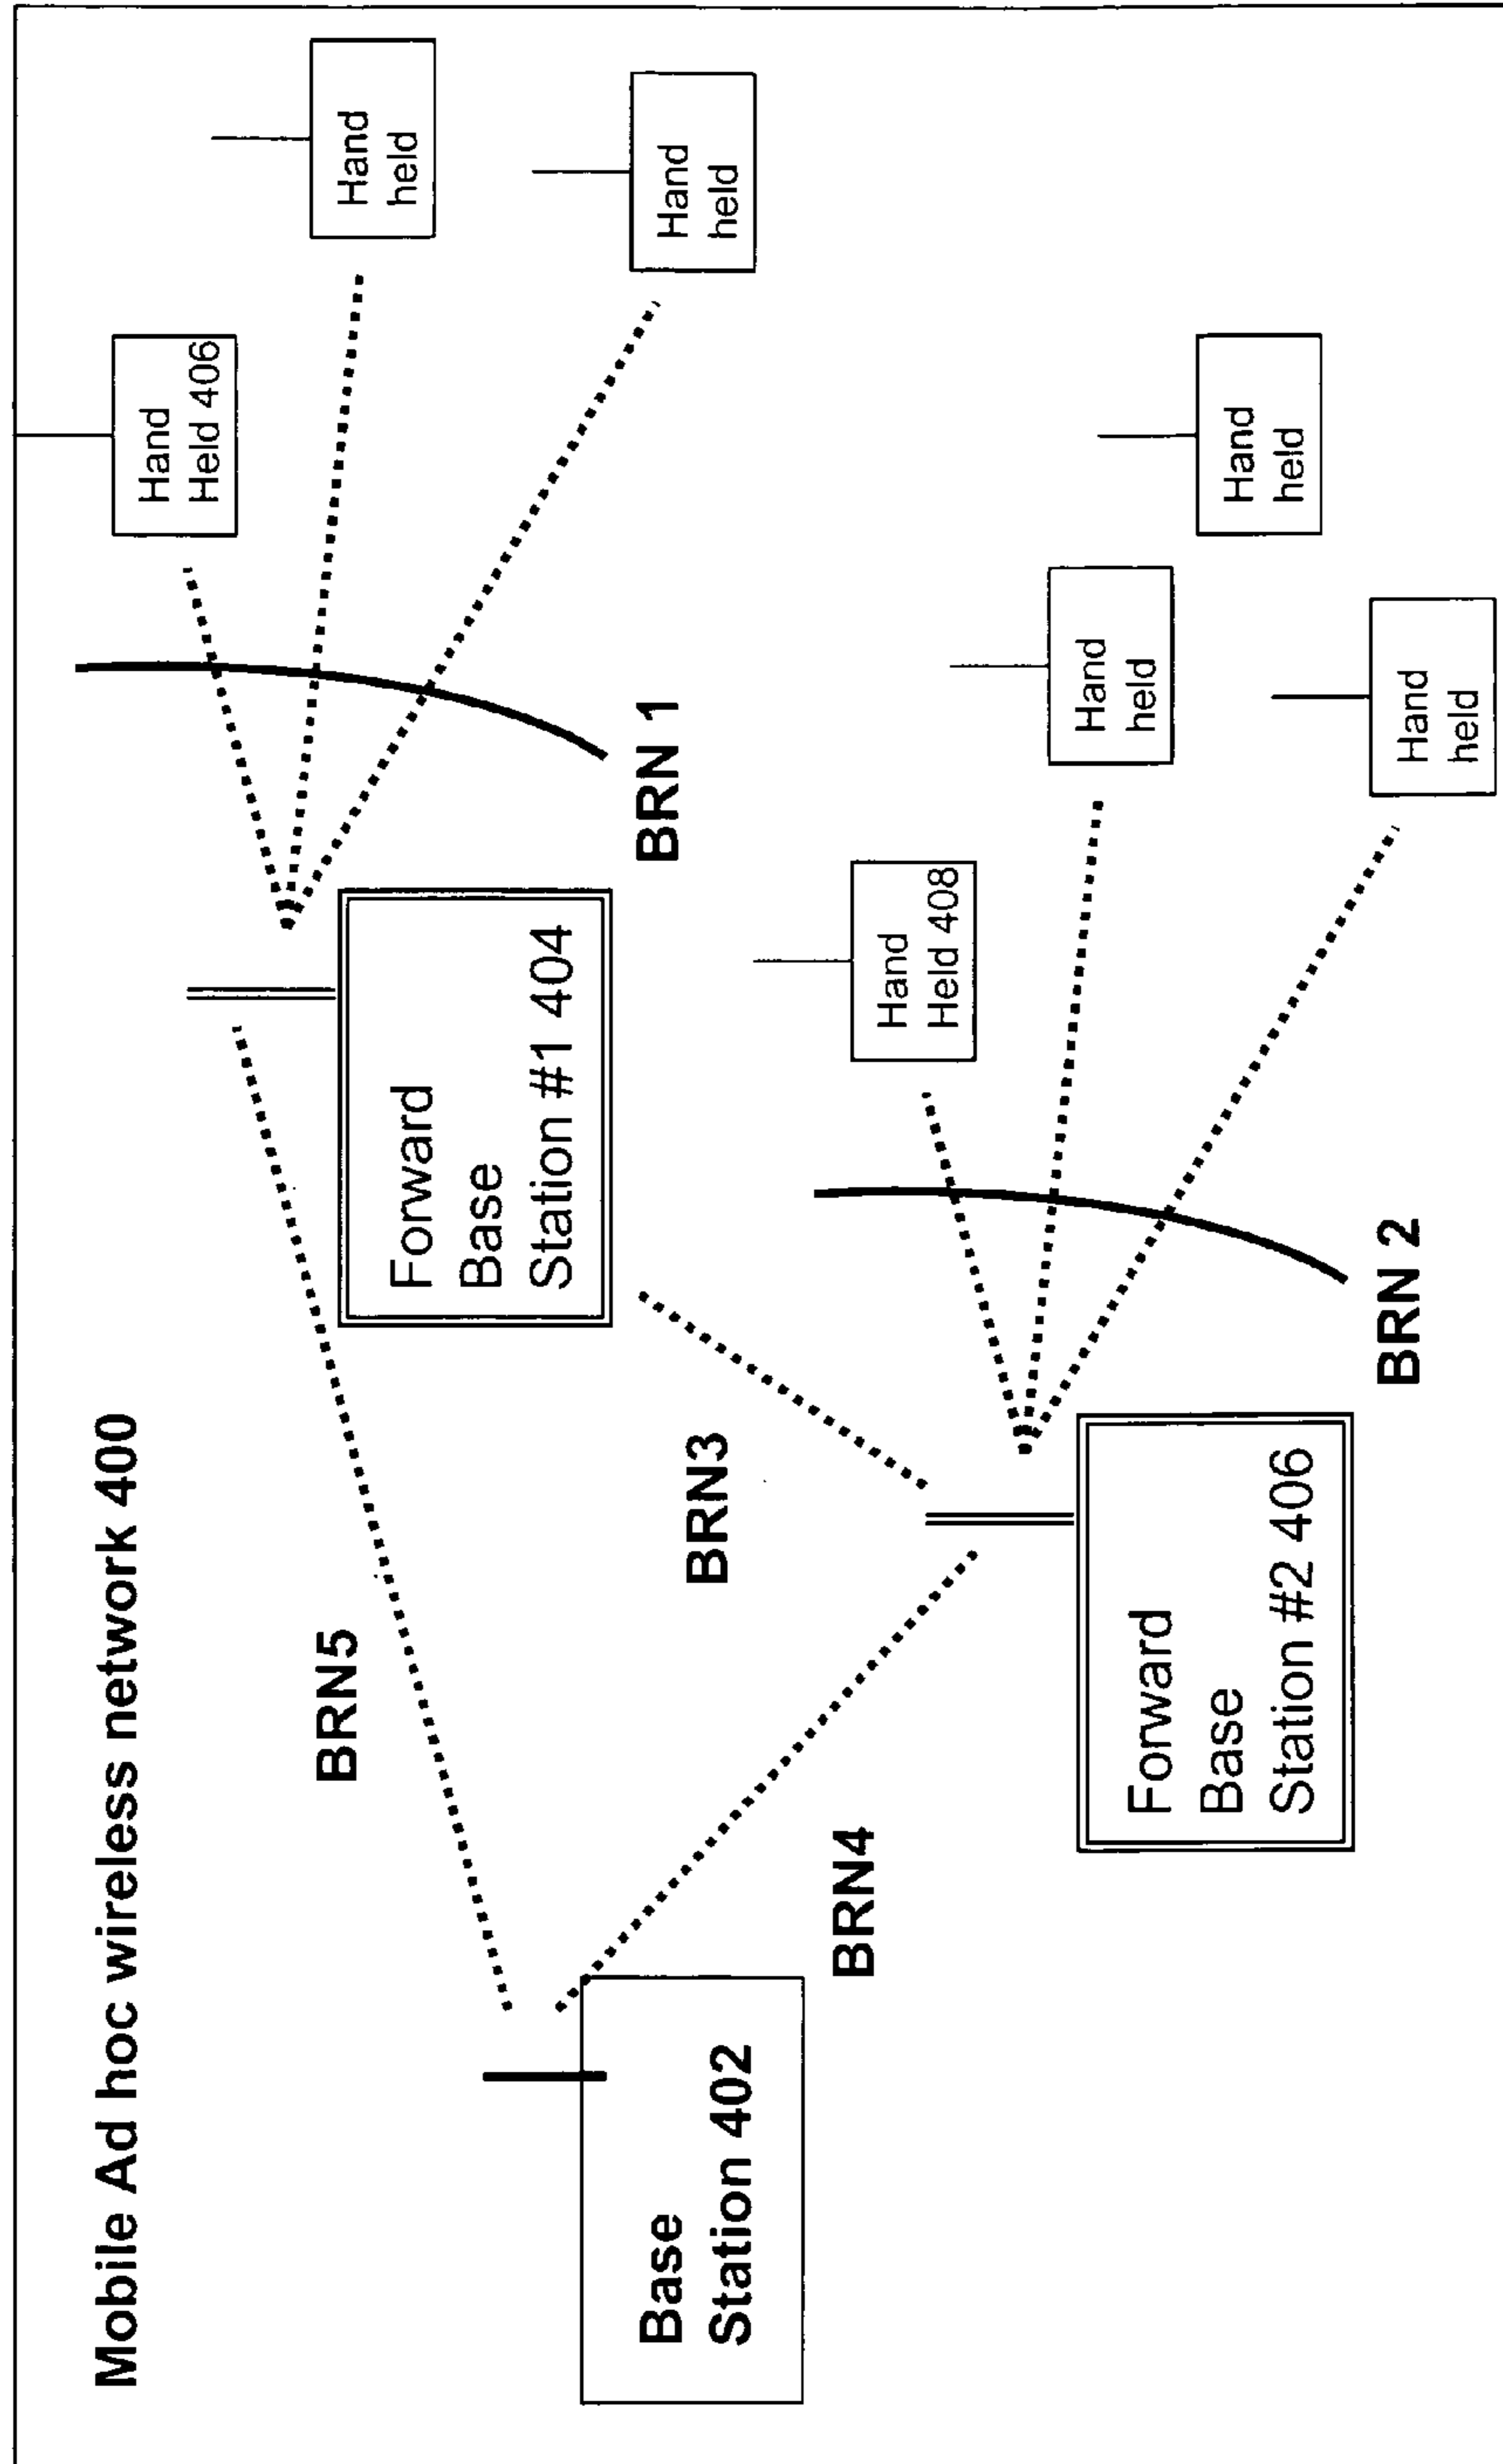 Mobile Ad hoc wireless network 400
BRN5
Base
Station 402
BRN4
BRN3
Forward
Base
Station #1 404
Forward
Base
Station #2 406
BRN 1
BRN 2
Hand
Held 406
Hand
held
Hand
held
Hand
Held 408
Hand
held
Hand
held
Hand
held